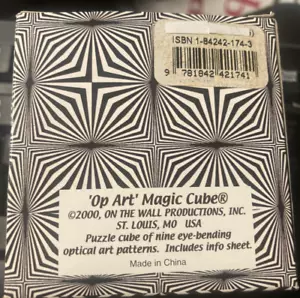 ISBN 1-84242-174-3
9 781842 421741
'Op Art' Magic Cube®
©2000, ON THE WALL PRODUCTIONS, INC.
ST. LOUIS, MO USA
Puzzle cube of nine eye-bending
optical art patterns. Includes info sheet.
Made in China